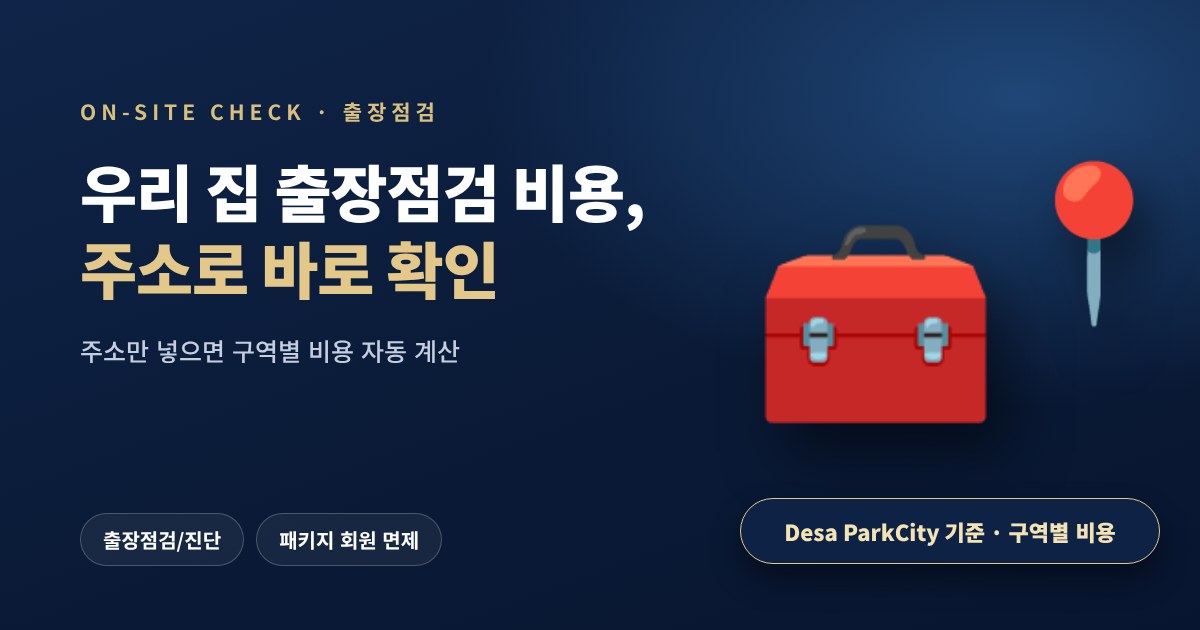 ON-SITE CHECK · 출장점검
우리 집 출장점검 비용,
주소로 바로 확인
주소만 넣으면 구역별 비용 자동 계산
출장점검/진단
패키지 회원 면제
Desa ParkCity 기준 · 구역별 비용